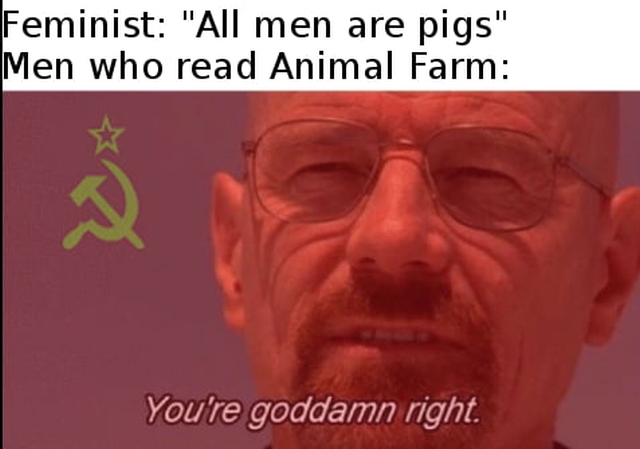 Feminist: "All men are pigs"
Men who read Animal Farm:
You're goddamn right.